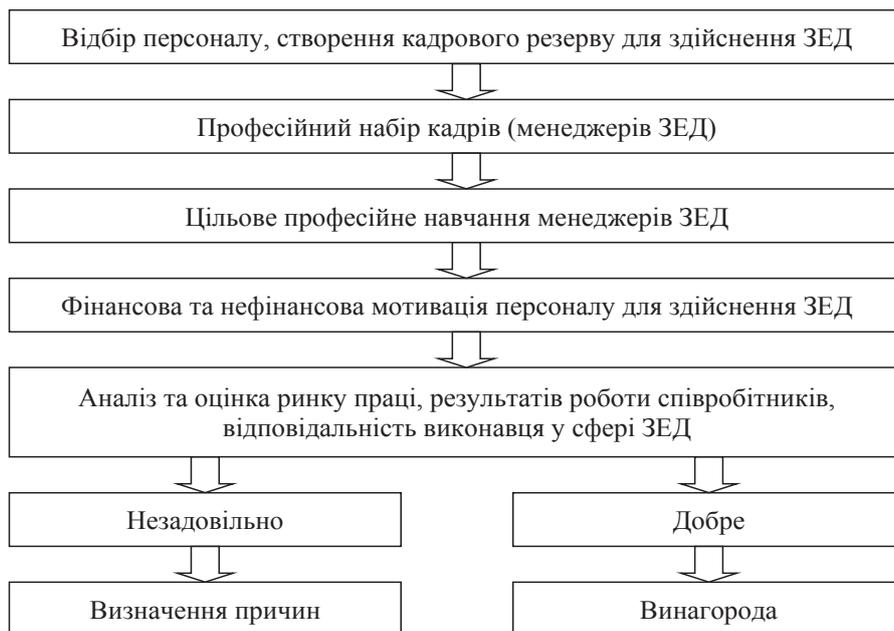 Відбір персоналу, створення кадрового резерву для здійснення ЗЕД
Професійний набір кадрів (менеджерів ЗЕД)
Цільове професійне навчання менеджерів ЗЕД
Фінансова та нефінансова мотивація персоналу для здійснення ЗЕД
Аналіз та оцінка ринку праці, результатів роботи співробітників,
відповідальність виконавця у сфері ЗЕД
Незадовільно
Добре
Визначення причин
Винагорода